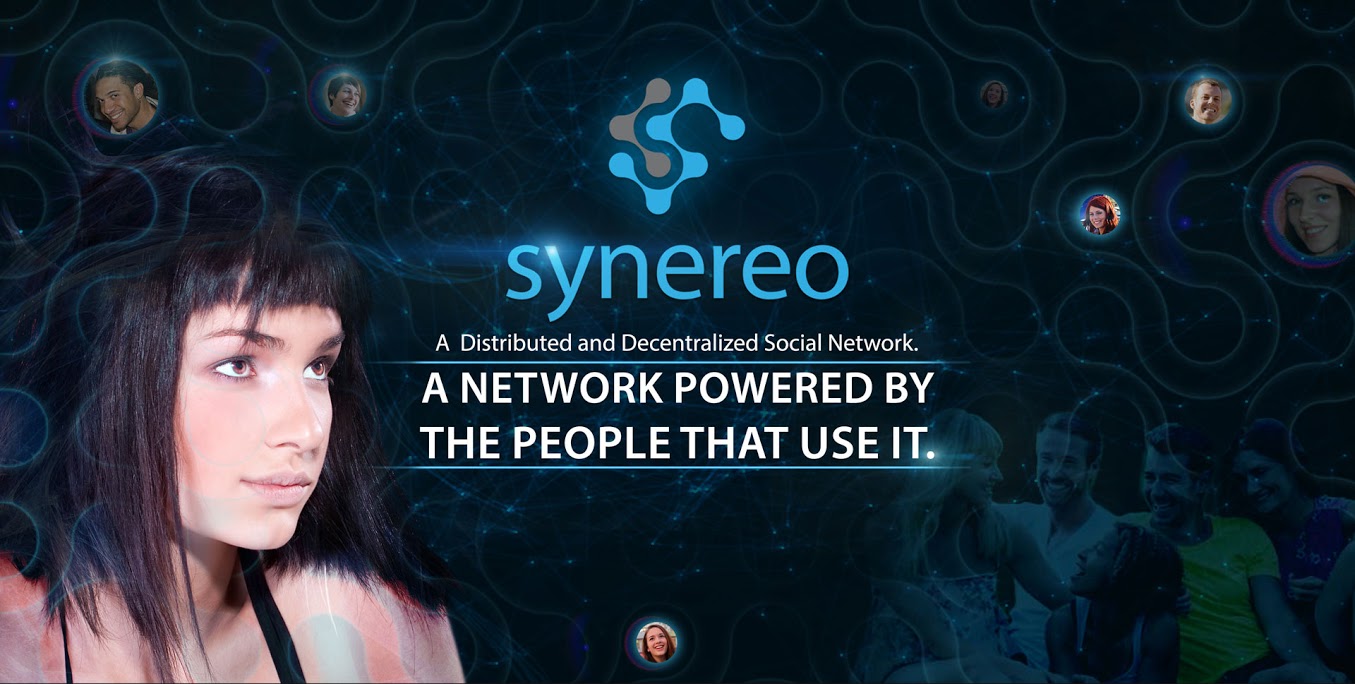 synereo
A Distributed and Decentralized Social Network.
A NETWORK POWERED BY
THE PEOPLE THAT USE IT.